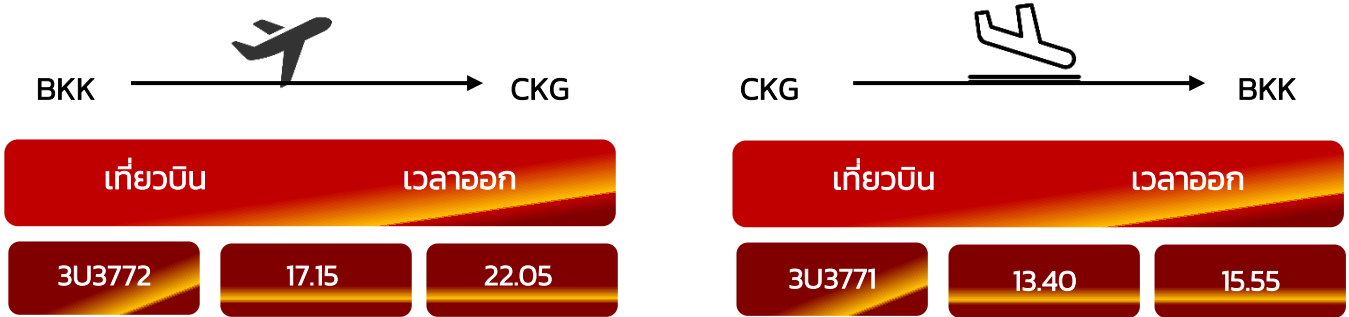 BKK CKG
เที่ยวบิน เวลาออก
3U3772 17.15 22.05
CKG BKK
เที่ยวบิน เวลาออก
3U3771 13.40 15.55